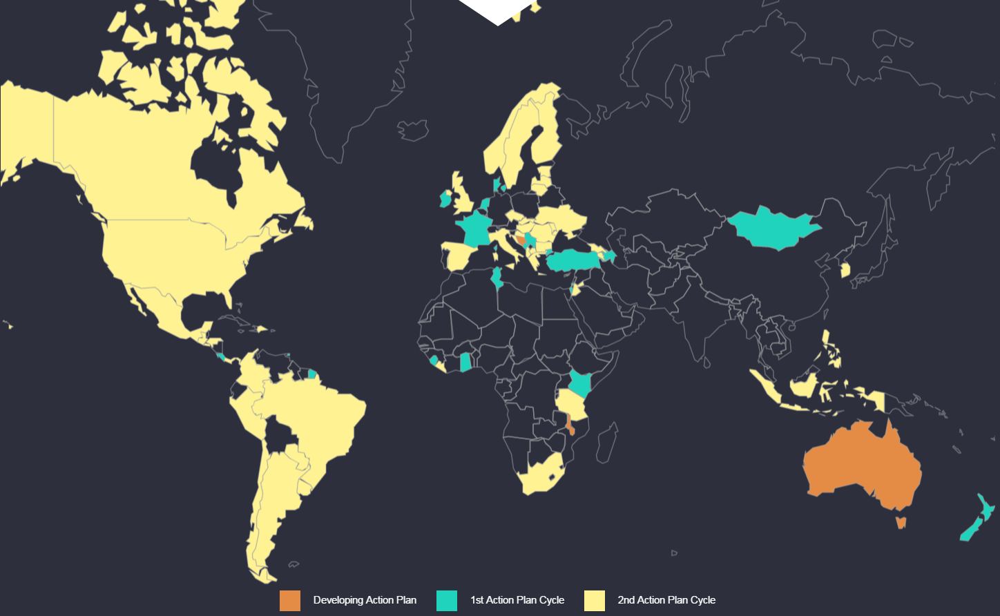 Developing Action Plan
1st Action Plan Cycle
2nd Action Plan Cycle